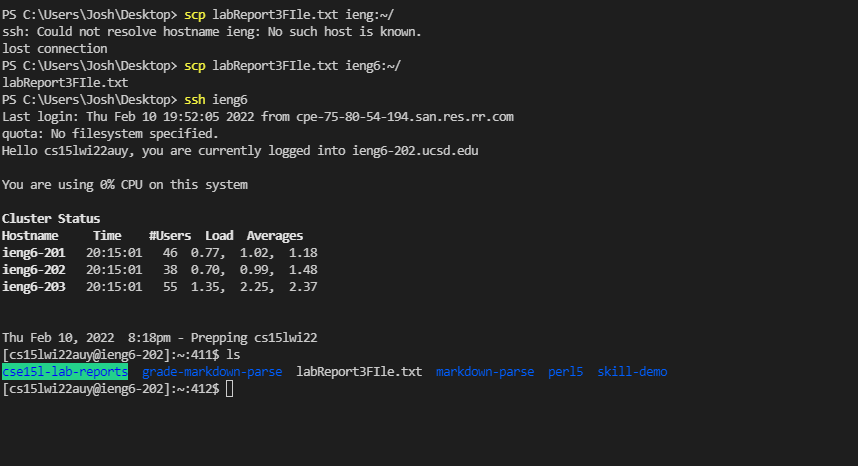 PS C:\Users\Josh\Desktop> scp labReport3FIle.txt ieng:~/
ssh: Could not resolve hostname ieng: No such host is known.
lost connection
PS C:\Users\Josh\Desktop> scp labReport3FIle.txt ieng6:~/
labReport3FIle.txt
PS C:\Users\Josh\Desktop> ssh ieng6
Last login: Thu Feb 10 19:52:05 2022 from cpe-75-80-54-194.san.res.rr.com
quota: No filesystem specified.
Hello cs15lwi22auy, you are currently logged into ieng6-202.ucsd.edu
You are using 0% CPU on this system
Cluster Status
Hostname     Time    #Users  Load  Averages
ieng6-201   20:15:01   46  0.77,  1.02,  1.18
ieng6-202   20:15:01   38  0.70,  0.99,  1.48
ieng6-203   20:15:01   55  1.35,  2.25,  2.37
Thu Feb 10, 2022  8:18pm - Prepping cs15lwi22
[cs15lwi22auy@ieng6-202]:~:411$ ls
cse15l-lab-reports  grade-markdown-parse  labReport3FIle.txt  markdown-parse  perl5  skill-demo
[cs15lwi22auy@ieng6-202]:~:412$